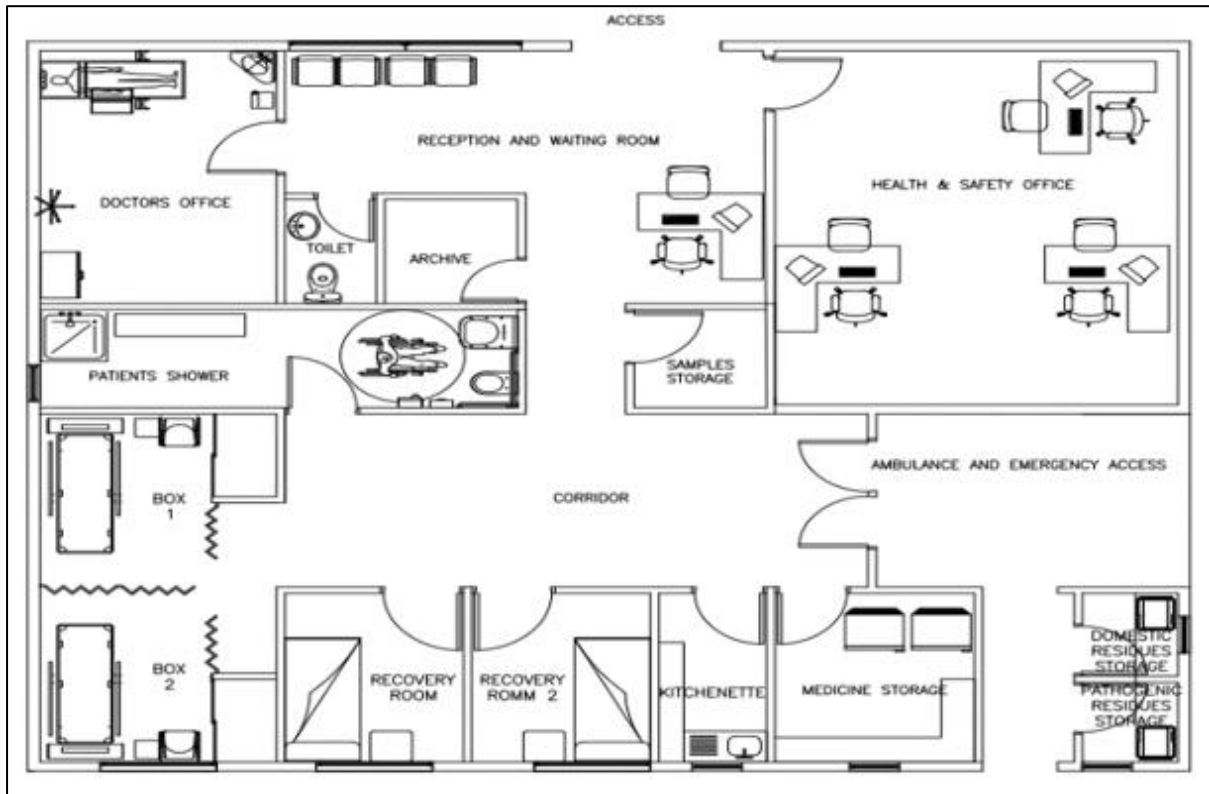 ACCESS
RECEPTION AND WAITING ROOM
HEALTH & SAFETY OFFICE
DOCTORS OFFICE
TOILET
ARCHIVE
SAMPLES
STORAGE
PATIENTS SHOWER
AMBULANCE AND EMERGENCY ACCESS
BOX
1
CORRIDOR
BOX
2
RECOVERY
ROOM
RECOVERY
ROMM 2
KITCHENETTE
MEDICINE STORAGE
DOMESTIC
RESIDUES
STORAGE
PATHOGENIC
RESIDUES
STORAGE